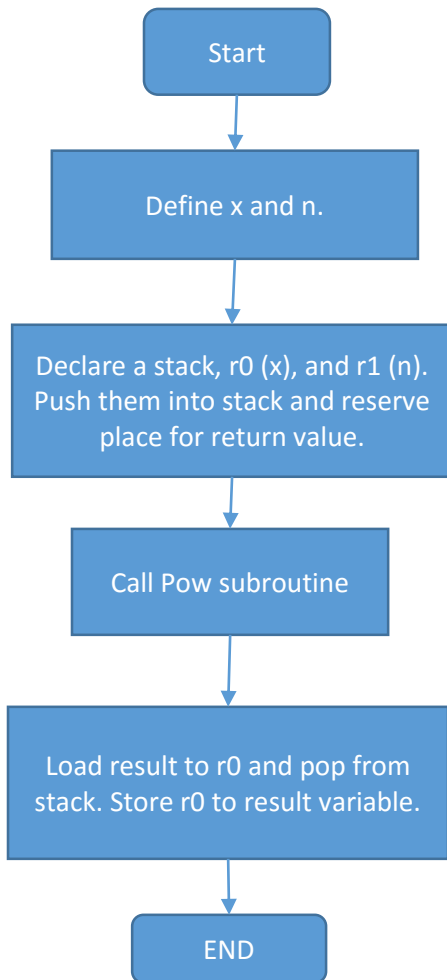 Start
Define x and n.
Declare a stack, r0 (x), and r1 (n).
Push them into stack and reserve
place for return value.
Call Pow subroutine
Load result to r0 and pop from
stack. Store r0 to result variable.
END